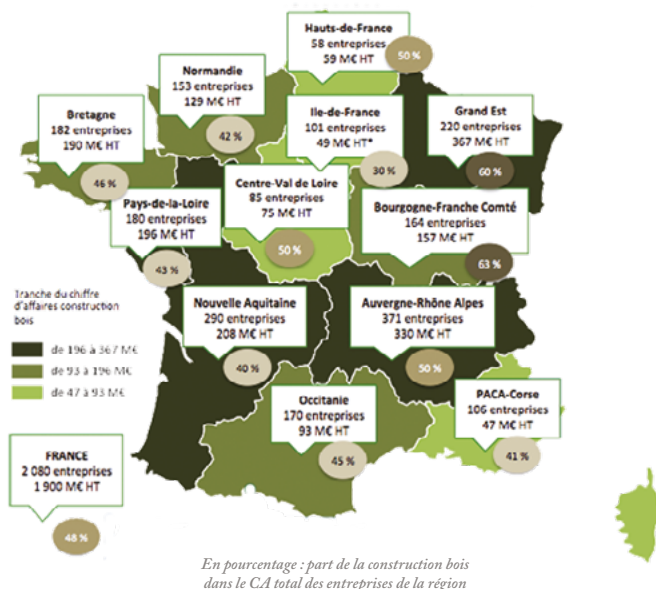 Hauts-de-France
58 entreprises
59 M€ HT
50 %
Normandie
153 entreprises
129 M€ HT
42 %
Ile-de-France
101 entreprises
49 M€ HT*
30 %
Grand Est
220 entreprises
367 M€ HT
60 %
Bretagne
182 entreprises
190 M€ HT
46 %
Centre-Val de Loire
85 entreprises
75 M€ HT
50 %
Pays-de-la-Loire
180 entreprises
196 M€ HT
43 %
Bourgogne-Franche Comté
164 entreprises
157 M€ HT
63 %
Tranche du chiffre
d'affaires construction
bois
de 196 à 367 M€
de 93 à 196 M€
de 47 à 93 M€
Nouvelle Aquitaine
290 entreprises
208 M€ HT
40 %
Auvergne-Rhône Alpes
371 entreprises
330 M€ HT
50 %
Occitanie
170 entreprises
93 M€ HT
45 %
PACA-Corse
106 entreprises
47 M€ HT
41 %
FRANCE
2 080 entreprises
1 900 M€ HT
48 %
En pourcentage : part de la construction bois
dans le CA total des entreprises de la région